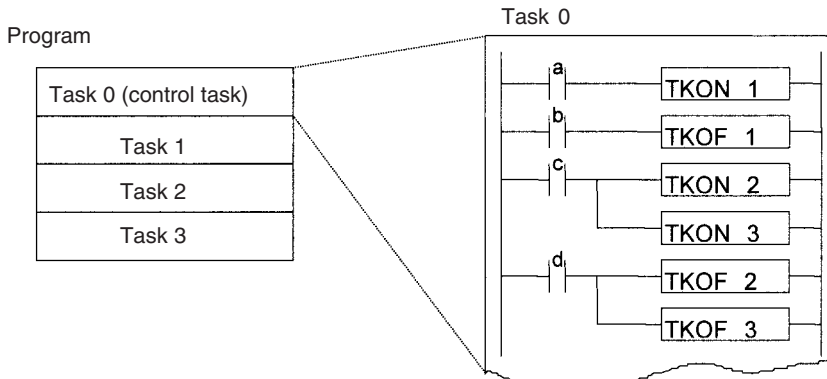 Program
Task 0 (control task)
Task 1
Task 2
Task 3
Task 0
a
TKON 1
b
TKOF 1
c
TKON 2
TKON 3
d
TKOF 2
TKOF 3